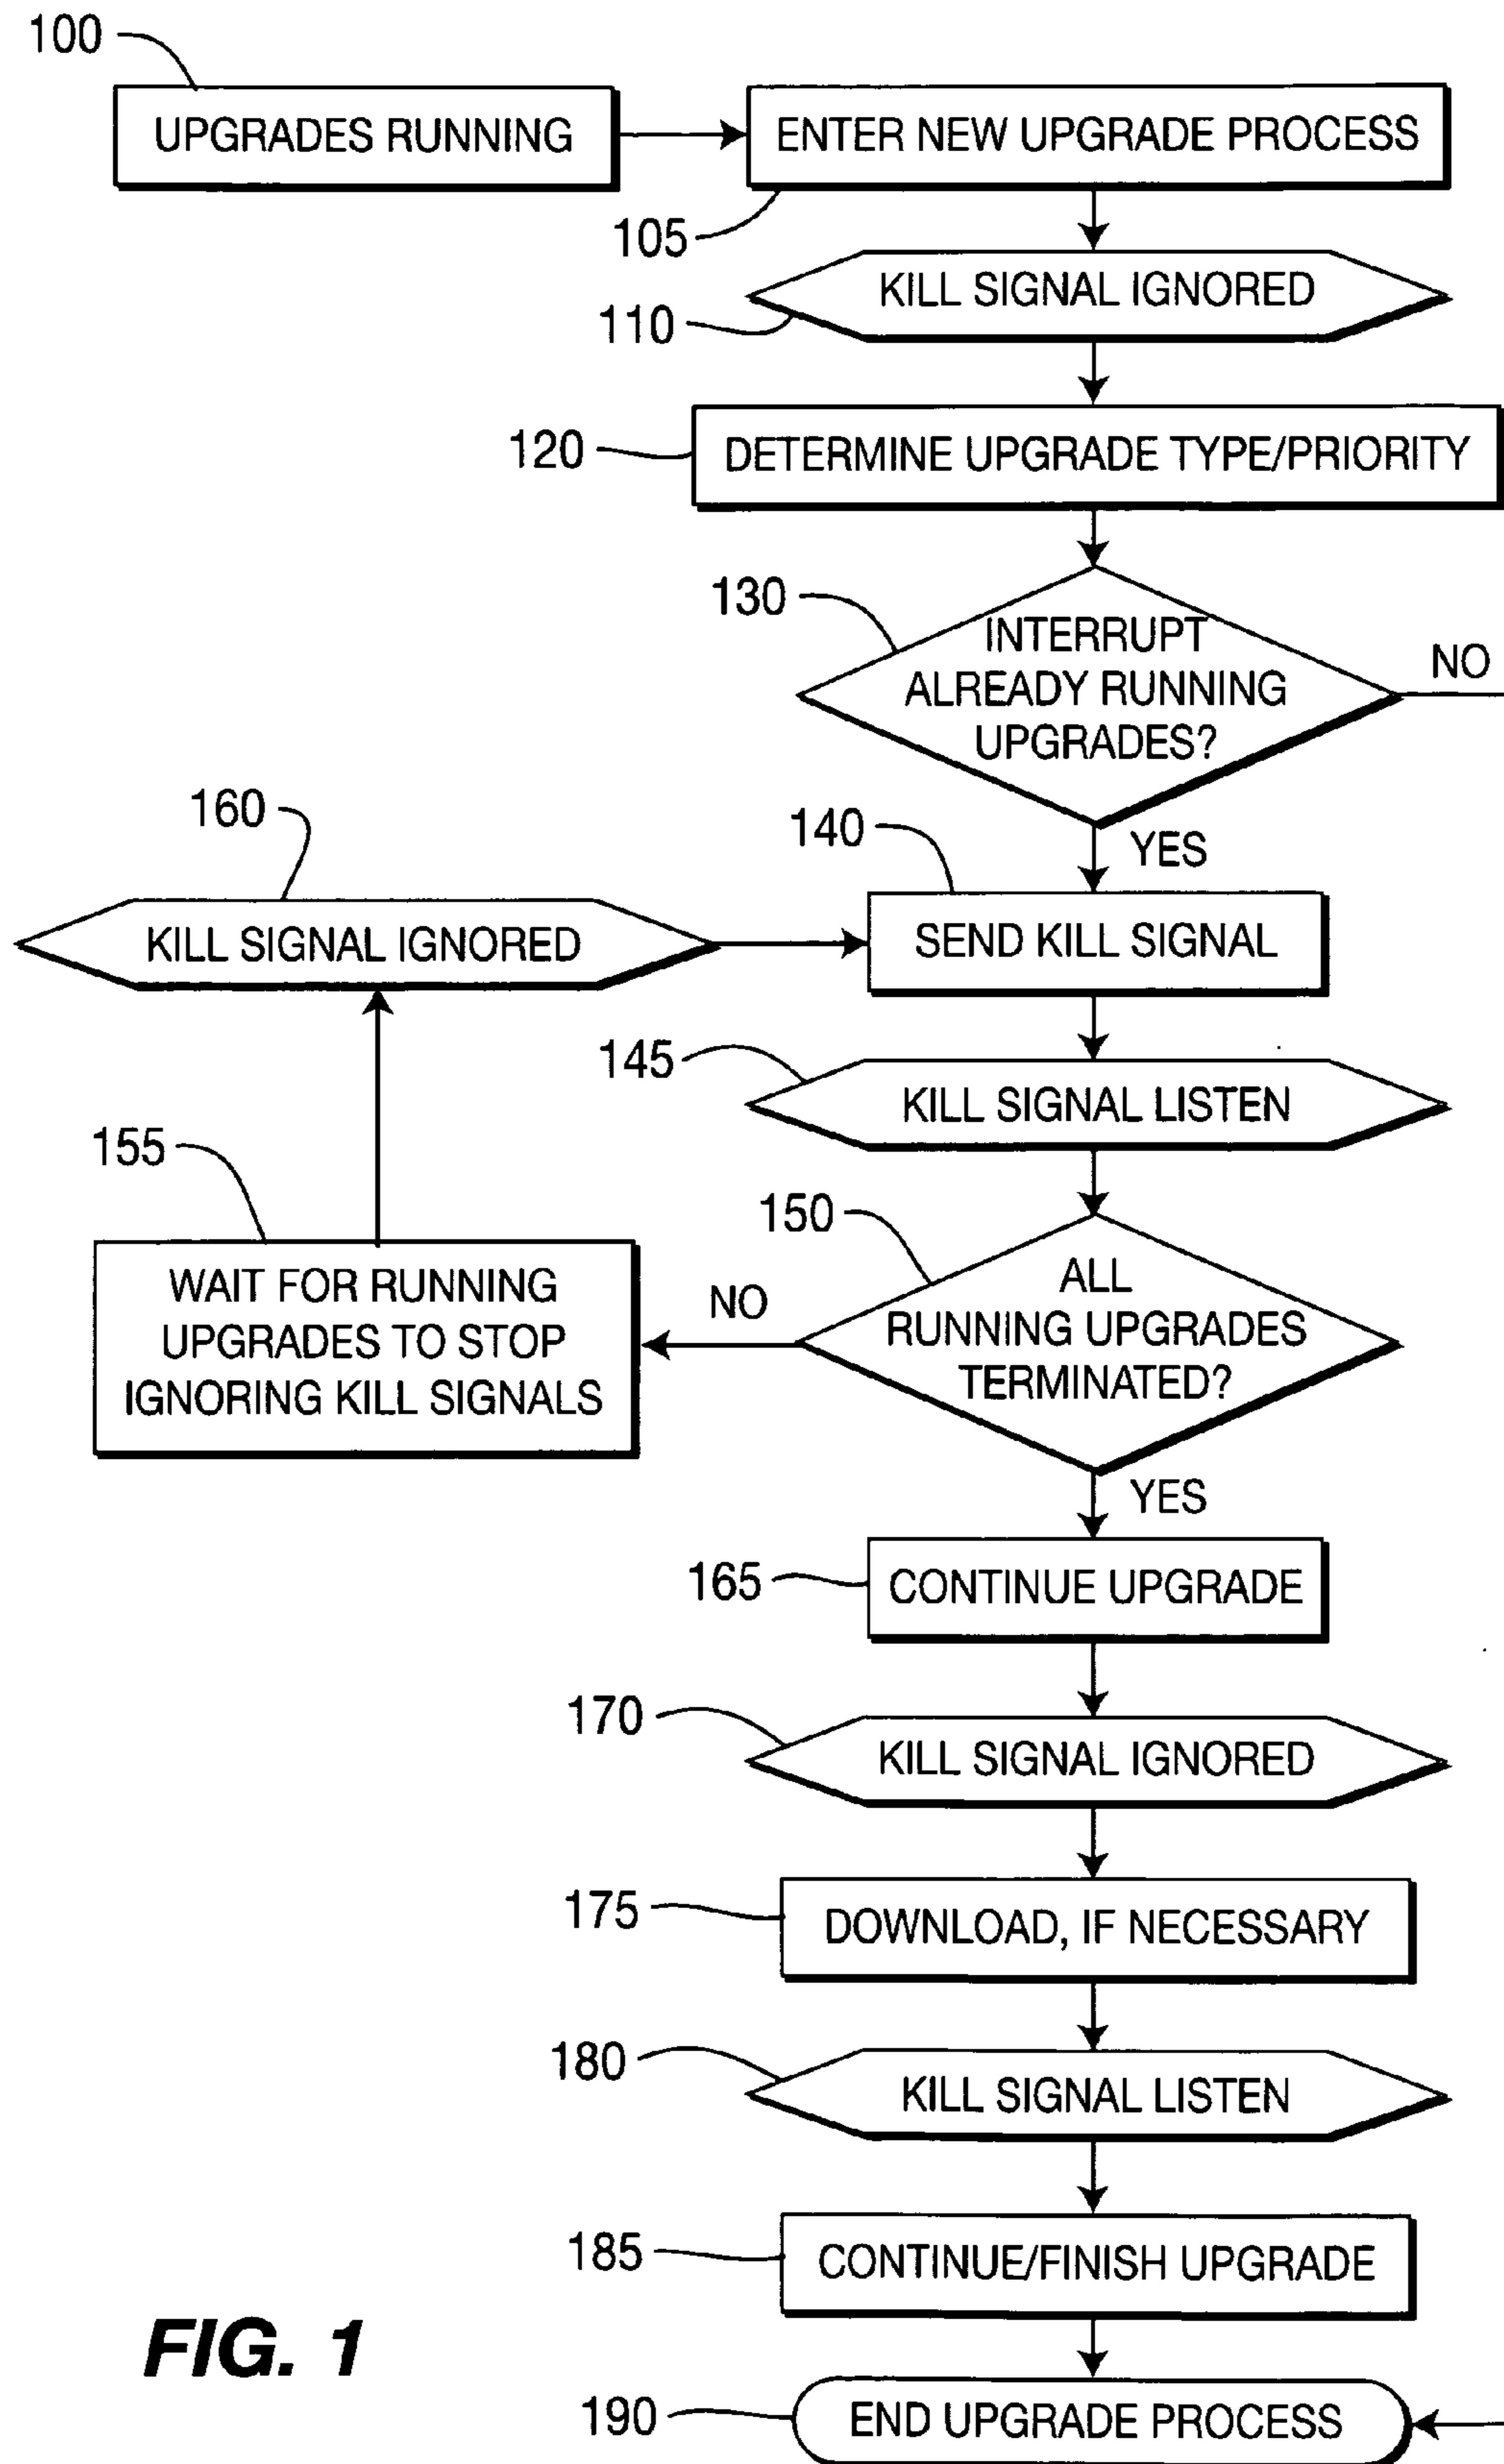 100
UPGRADES RUNNING
ENTER NEW UPGRADE PROCESS
105
KILL SIGNAL IGNORED
110
120
DETERMINE UPGRADE TYPE/PRIORITY
130
INTERRUPT
ALREADY RUNNING
UPGRADES?
NO
YES
160
140
KILL SIGNAL IGNORED
SEND KILL SIGNAL
145
KILL SIGNAL LISTEN
155
150
WAIT FOR RUNNING
UPGRADES TO STOP
IGNORING KILL SIGNALS
NO
ALL
RUNNING UPGRADES
TERMINATED?
YES
165
CONTINUE UPGRADE
170
KILL SIGNAL IGNORED
175
DOWNLOAD, IF NECESSARY
180
KILL SIGNAL LISTEN
185
CONTINUE/FINISH UPGRADE
FIG. 1
190
END UPGRADE PROCESS